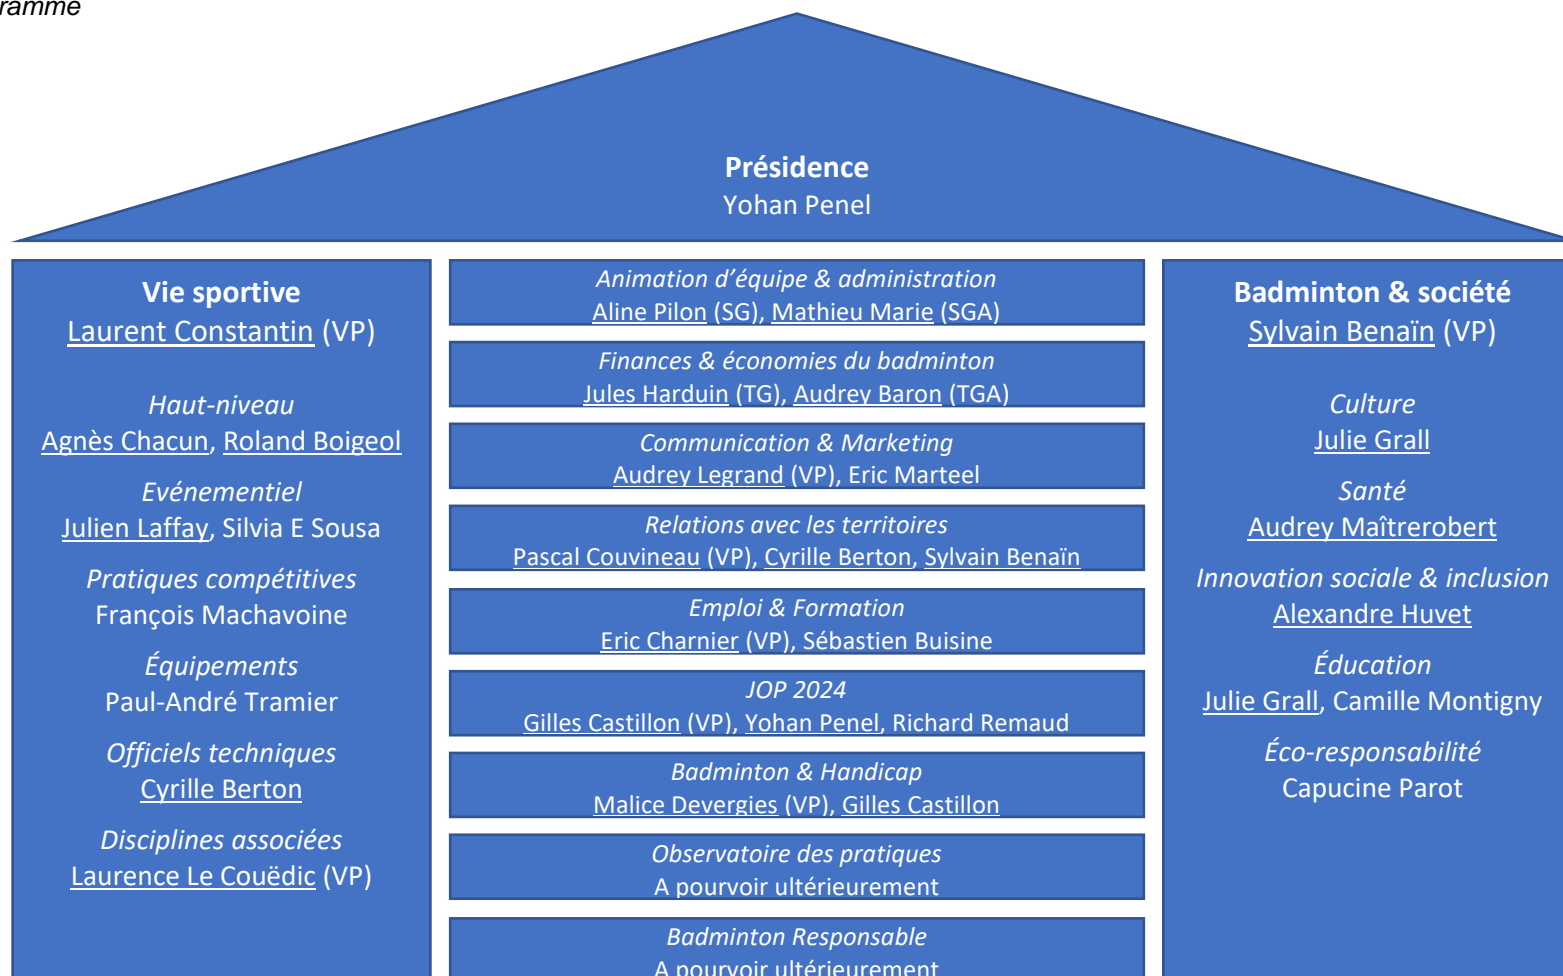 Présidence
Yohan Penel
Vie sportive
Laurent Constantin (VP)
Haut-niveau
Agnès Chacun, Roland Boigeol
Evénementiel
Julien Laffay, Silvia E Sousa
Pratiques compétitives
François Machavoine
Équipements
Paul-André Tramier
Officiels techniques
Cyrille Berton
Disciplines associées
Laurence Le Couëdic (VP)
Animation d’équipe & administration
Aline Pilon (SG), Mathieu Marie (SGA)
Finances & économies du badminton
Jules Harduin (TG), Audrey Baron (TGA)
Communication & Marketing
Audrey Legrand (VP), Eric Marteel
Relations avec les territoires
Pascal Couvineau (VP), Cyrille Berton, Sylvain Benaïn
Emploi & Formation
Eric Charnier (VP), Sébastien Buisine
JOP 2024
Gilles Castillon (VP), Yohan Penel, Richard Remaud
Badminton & Handicap
Malice Devergies (VP), Gilles Castillon
Observatoire des pratiques
A pourvoir ultérieurement
Badminton Responsable
A pourvoir ultérieurement
Badminton & société
Sylvain Benaïn (VP)
Culture
Julie Grall
Santé
Audrey Maîtrerobert
Innovation sociale & inclusion
Alexandre Huvet
Éducation
Julie Grall, Camille Montigny
Éco-responsabilité
Capucine Parot